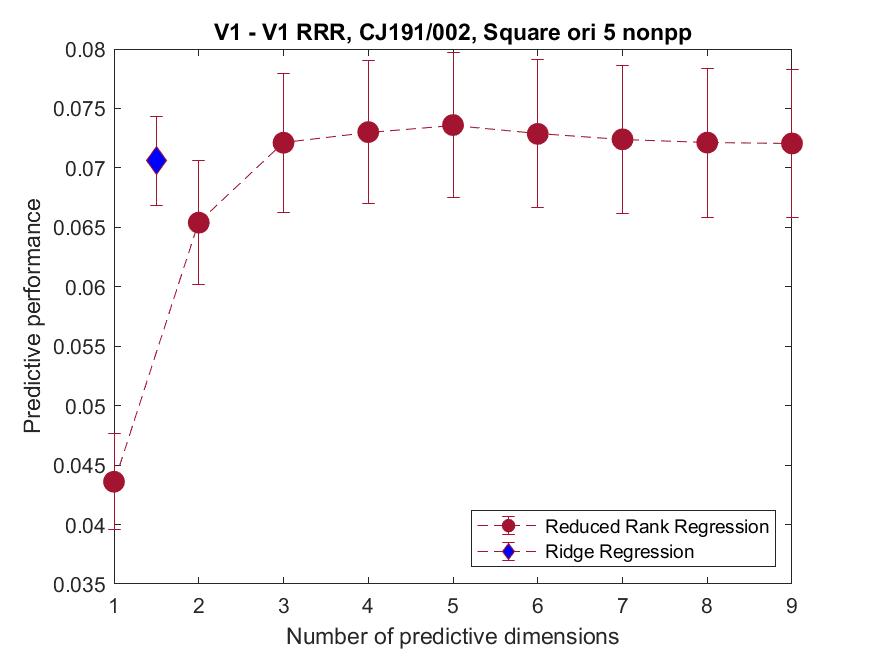 V1 - V1 RRR, CJ191/002, Square ori 5 nonpp
0.08
0.075
0.07
0.065
0.06
0.055
0.05
0.045
0.04
0.035
Predictive performance
1 2 3 4 5 6 7 8 9
Number of predictive dimensions
Reduced Rank Regression
Ridge Regression